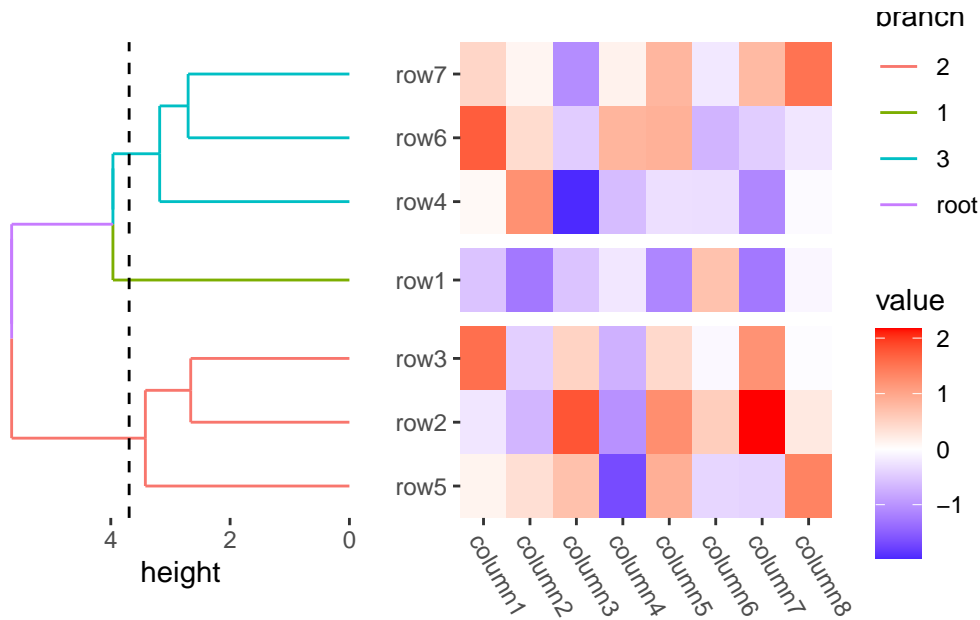 branch
2
1
3
root
row7
row6
row4
row1
row3
row2
row5
4
2
0
height
column1
column2
column3
column4
column5
column6
column7
column8
value
2
1
0
−1